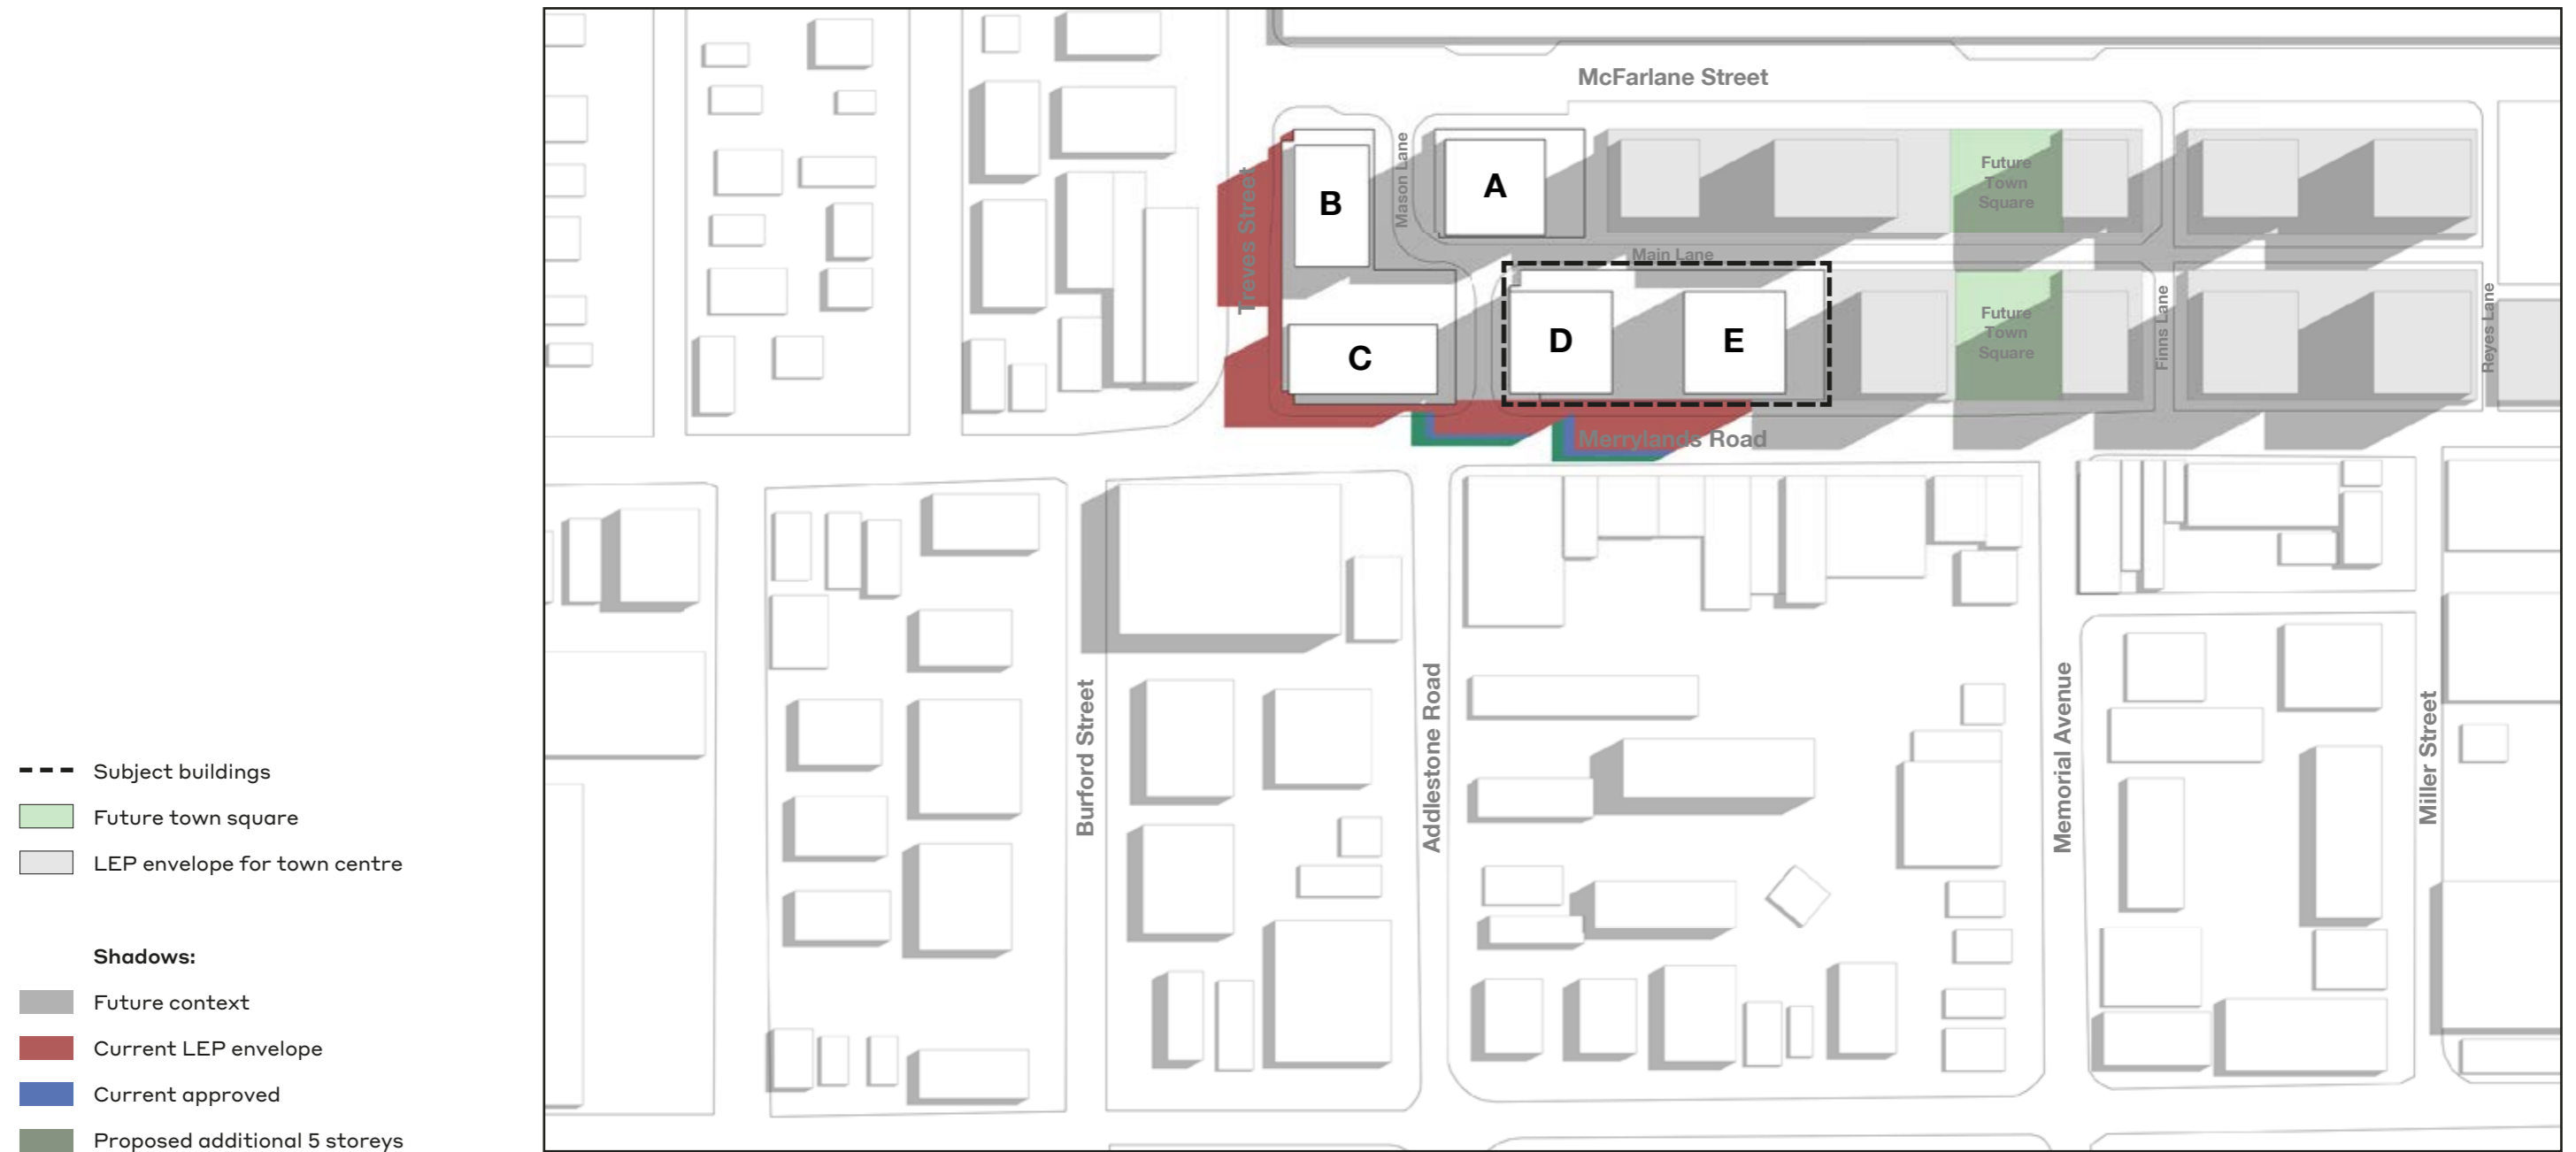 McFarlane Street
Mason Lane
A
B
Treves Street
Future
Town
Square
Main Lane
D
E
C
Future
Town
Square
Finns Lane
Reyes Lane
Merrylands Road
Burford Street
Addlestone Road
Memorial Avenue
Miller Street
Subject buildings
Future town square
LEP envelope for town centre
Shadows:
Future context
Current LEP envelope
Current approved
Proposed additional 5 storeys